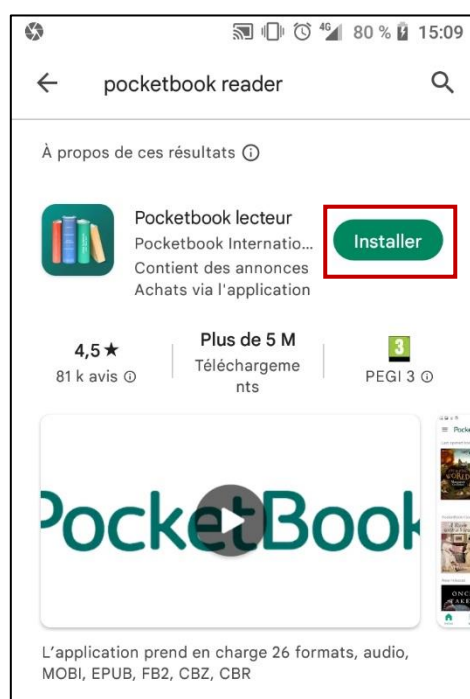 4G 80 % 15:09
pocketbook reader
À propos de ces résultats
Pocketbook lecteur
Pocketbook Internatio...
Contient des annonces
Achats via l'application
Installer
4,5★
81 k avis
Plus de 5 M
Téléchargeme
nts
3
PEGI 3
PocketBook
L'application prend en charge 26 formats, audio,
MOBI, EPUB, FB2, CBZ, CBR